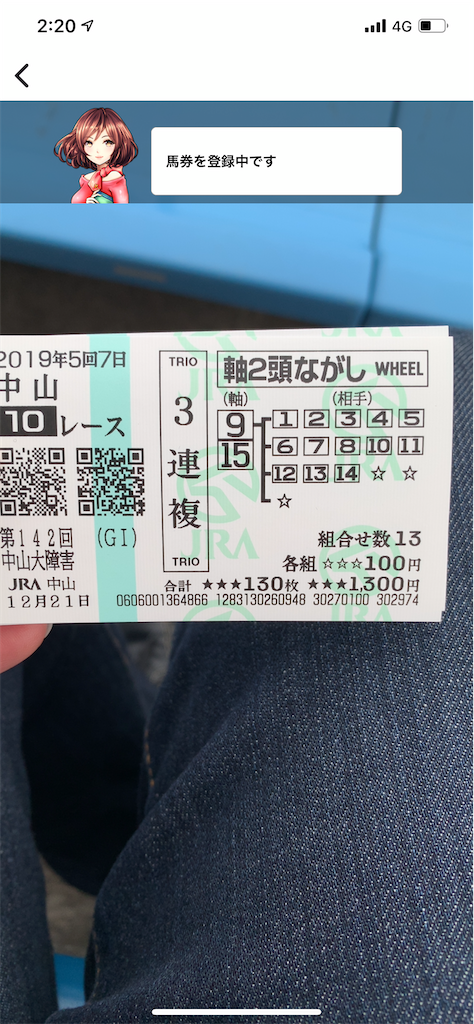 2:20
4G
馬券を登録中です
2019年5回7日
中山
10レース
第142回 (GI)
中山大障害
JRA 中山
12月21日
TRIO
3連複
TRIO
軸2頭ながし WHEEL
(軸) (相手)
9
15
1 2 3 4 5
6 7 8 10 11
12 13 14 ☆ ☆
☆
組合せ数 13
各組 ☆☆☆100円
合計 ★★★130枚 ★★★1,300円
0606001364866 1283130260948 30270100 302974
JRA
JRA
JRA